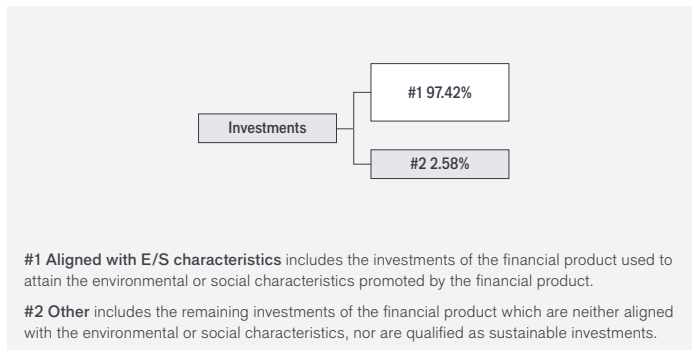 #1 97.42%
Investments
#2 2.58%
#1 Aligned with E/S characteristics includes the investments of the financial product used to
attain the environmental or social characteristics promoted by the financial product.
#2 Other includes the remaining investments of the financial product which are neither aligned
with the environmental or social characteristics, nor are qualified as sustainable investments.